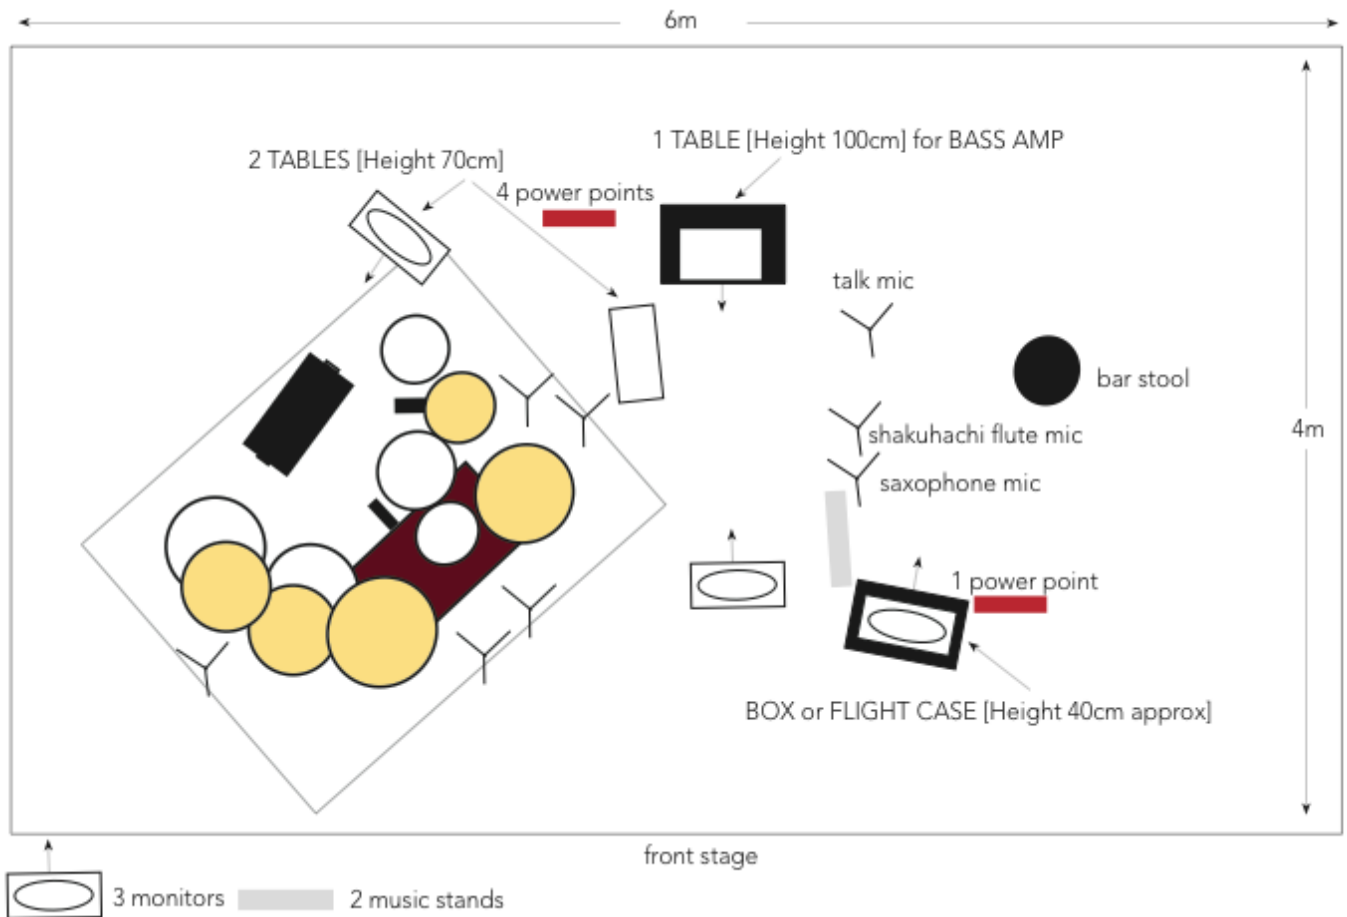 6m
1 TABLE [Height 100cm] for BASS AMP
2 TABLES [Height 70cm]
4 power points
talk mic
bar stool
4m
shakuhachi flute mic
saxophone mic
1 power point
BOX or FLIGHT CASE [Height 40cm approx]
front stage
3 monitors
2 music stands